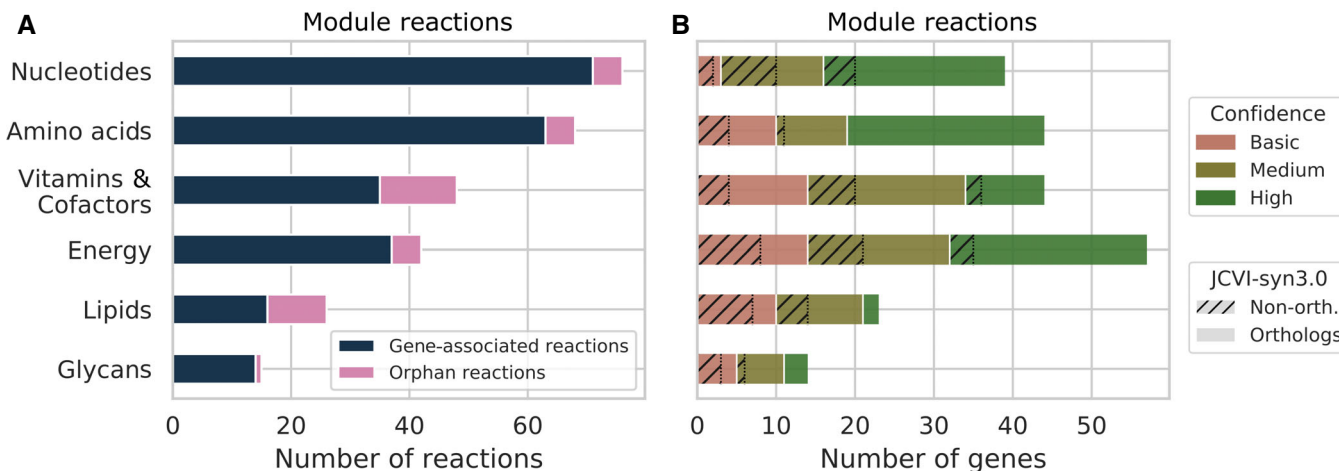 A
Module reactions
Nucleotides
Amino acids
Vitamins &
Cofactors
Energy
Lipids
Glycans
Gene-associated reactions
Orphan reactions
0 20 40 60
Number of reactions
B
Module reactions
0 10 20 30 40 50
Number of genes
Confidence
Basic
Medium
High
JCVI-syn3.0
Non-orth.
Orthologs